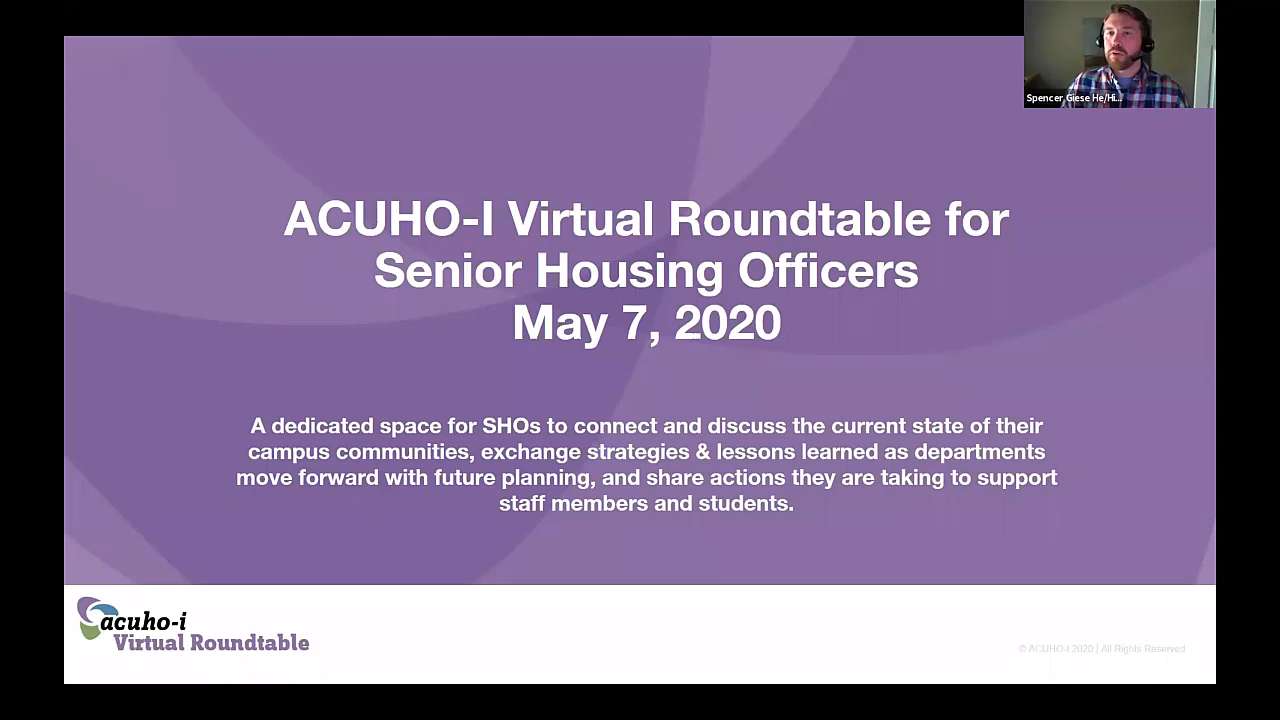 Spencer Giese He/Hi...
ACUHO-I Virtual Roundtable for
Senior Housing Officers
May 7, 2020
A dedicated space for SHOs to connect and discuss the current state of their
campus communities, exchange strategies & lessons learned as departments
move forward with future planning, and share actions they are taking to support
staff members and students.
acuho-i
Virtual Roundtable
© ACUHO-I 2020 | All Rights Reserved